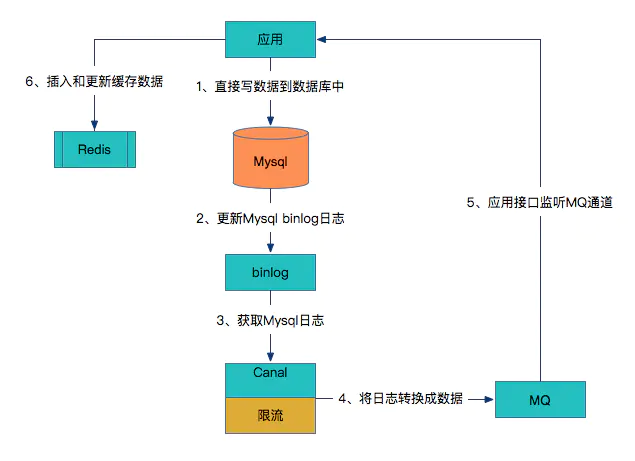 应用
6、插入和更新缓存数据
1、直接写数据到数据库中
Redis
Mysql
5、应用接口监听MQ通道
2、更新Mysql binlog日志
binlog
3、获取Mysql日志
Canal
4、将日志转换成数据
MQ
限流